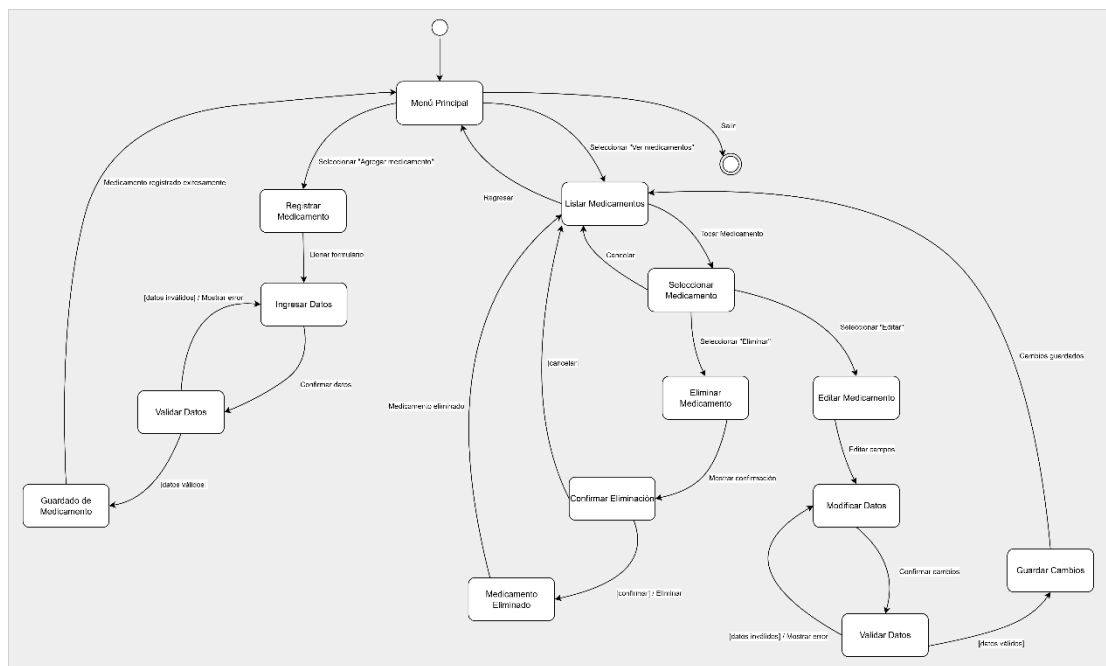 Menú Principal
Salir
Seleccionar "Ver medicamentos"
Seleccionar "Agregar medicamento"
Medicamento registrado exitosamente
Registrar
Medicamento
Regresar
Listar Medicamentos
Tocar Medicamento
Llenar formulario
Cancelar
Seleccionar
Medicamento
[datos inválidos] / Mostrar error
Ingresar Datos
Seleccionar "Editar"
Seleccionar "Eliminar"
Cambios guardados
[cancelar]
Confirmar datos
Eliminar
Medicamento
Editar Medicamento
Validar Datos
Medicamento eliminado
Editar campos
Mostrar confirmación
[datos válidos]
Guardado de
Medicamento
Confirmar Eliminación
Modificar Datos
Confirmar cambios
Guardar Cambios
Medicamento
Eliminado
[confirmar] / Eliminar
Validar Datos
[datos inválidos] / Mostrar error
[datos válidos]